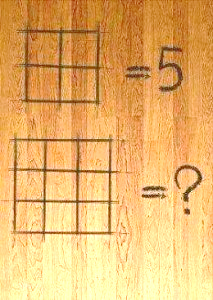 = 5
= ?